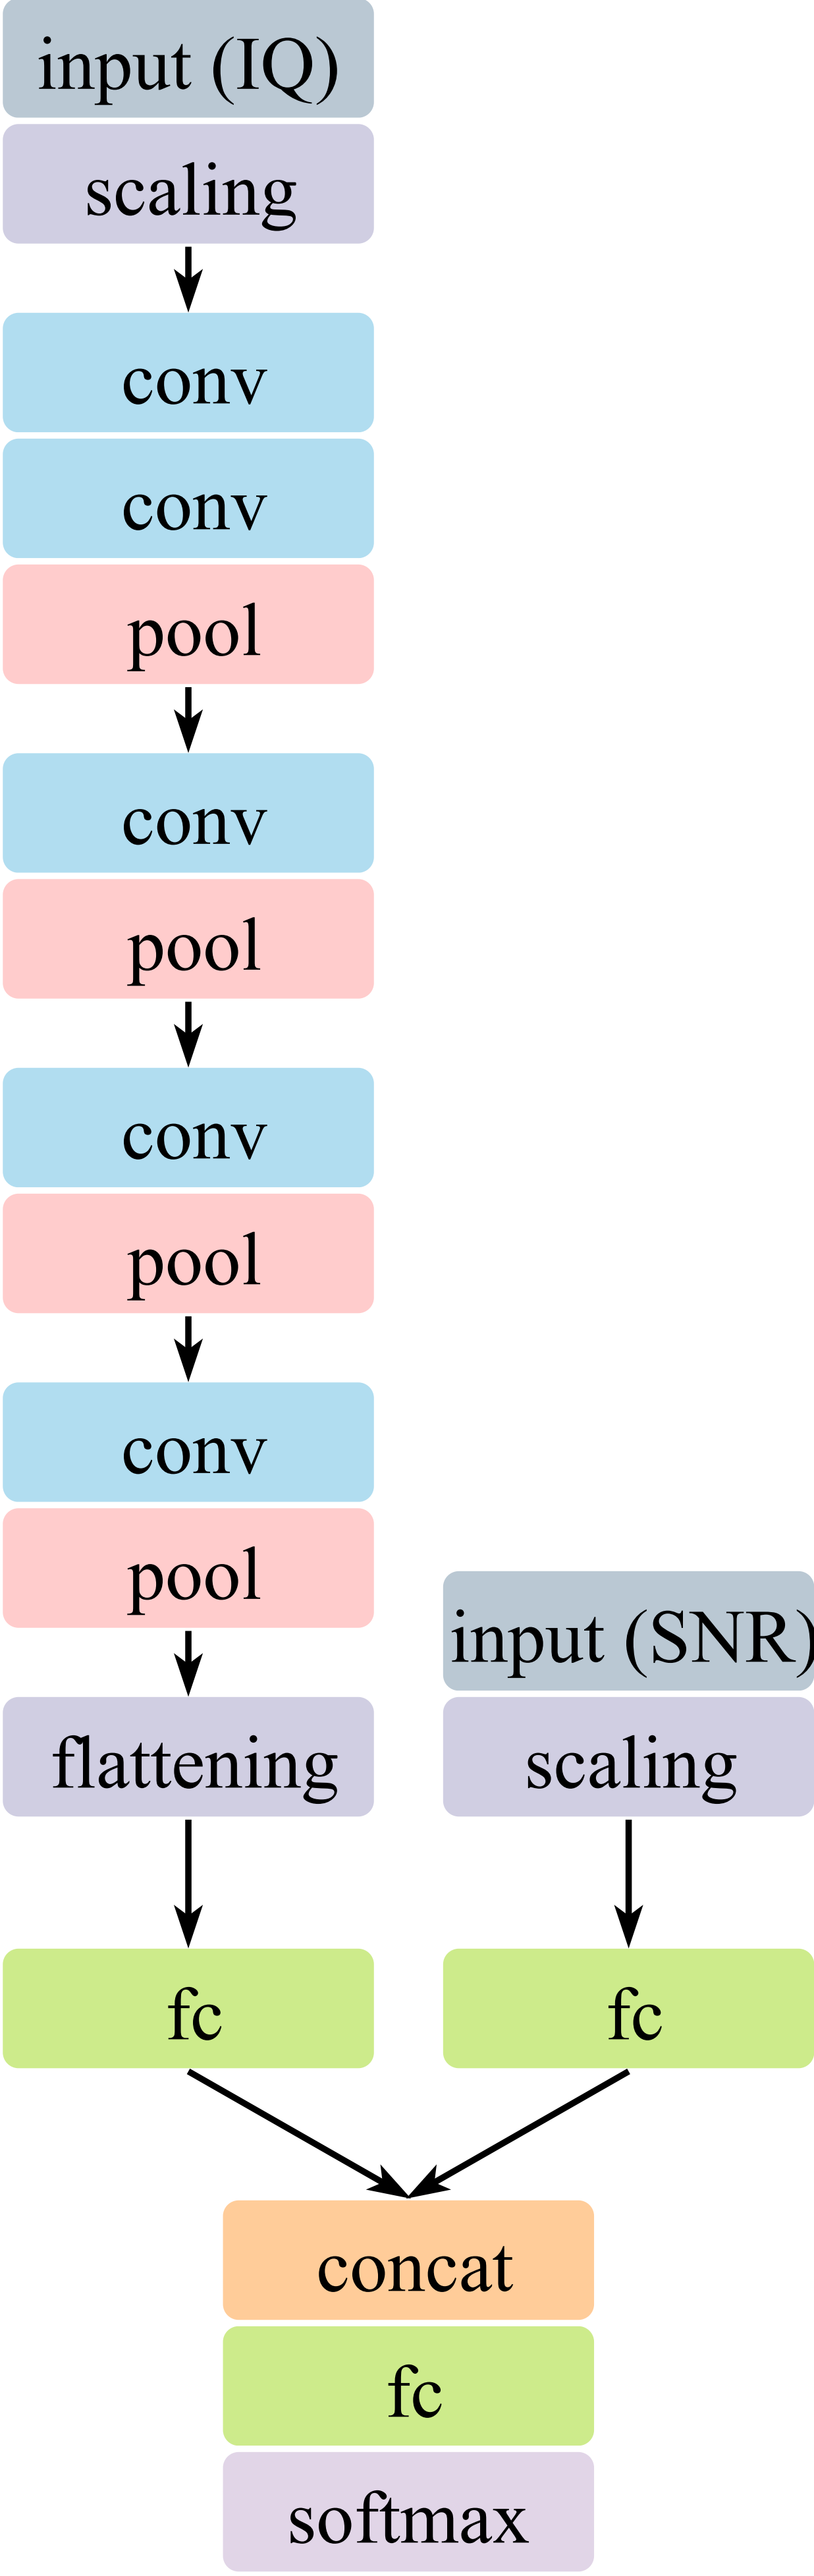 input (IQ)
scaling
conv
conv
pool
conv
pool
conv
pool
conv
pool
flattening
fc
input (SNR)
scaling
fc
concat
fc
softmax